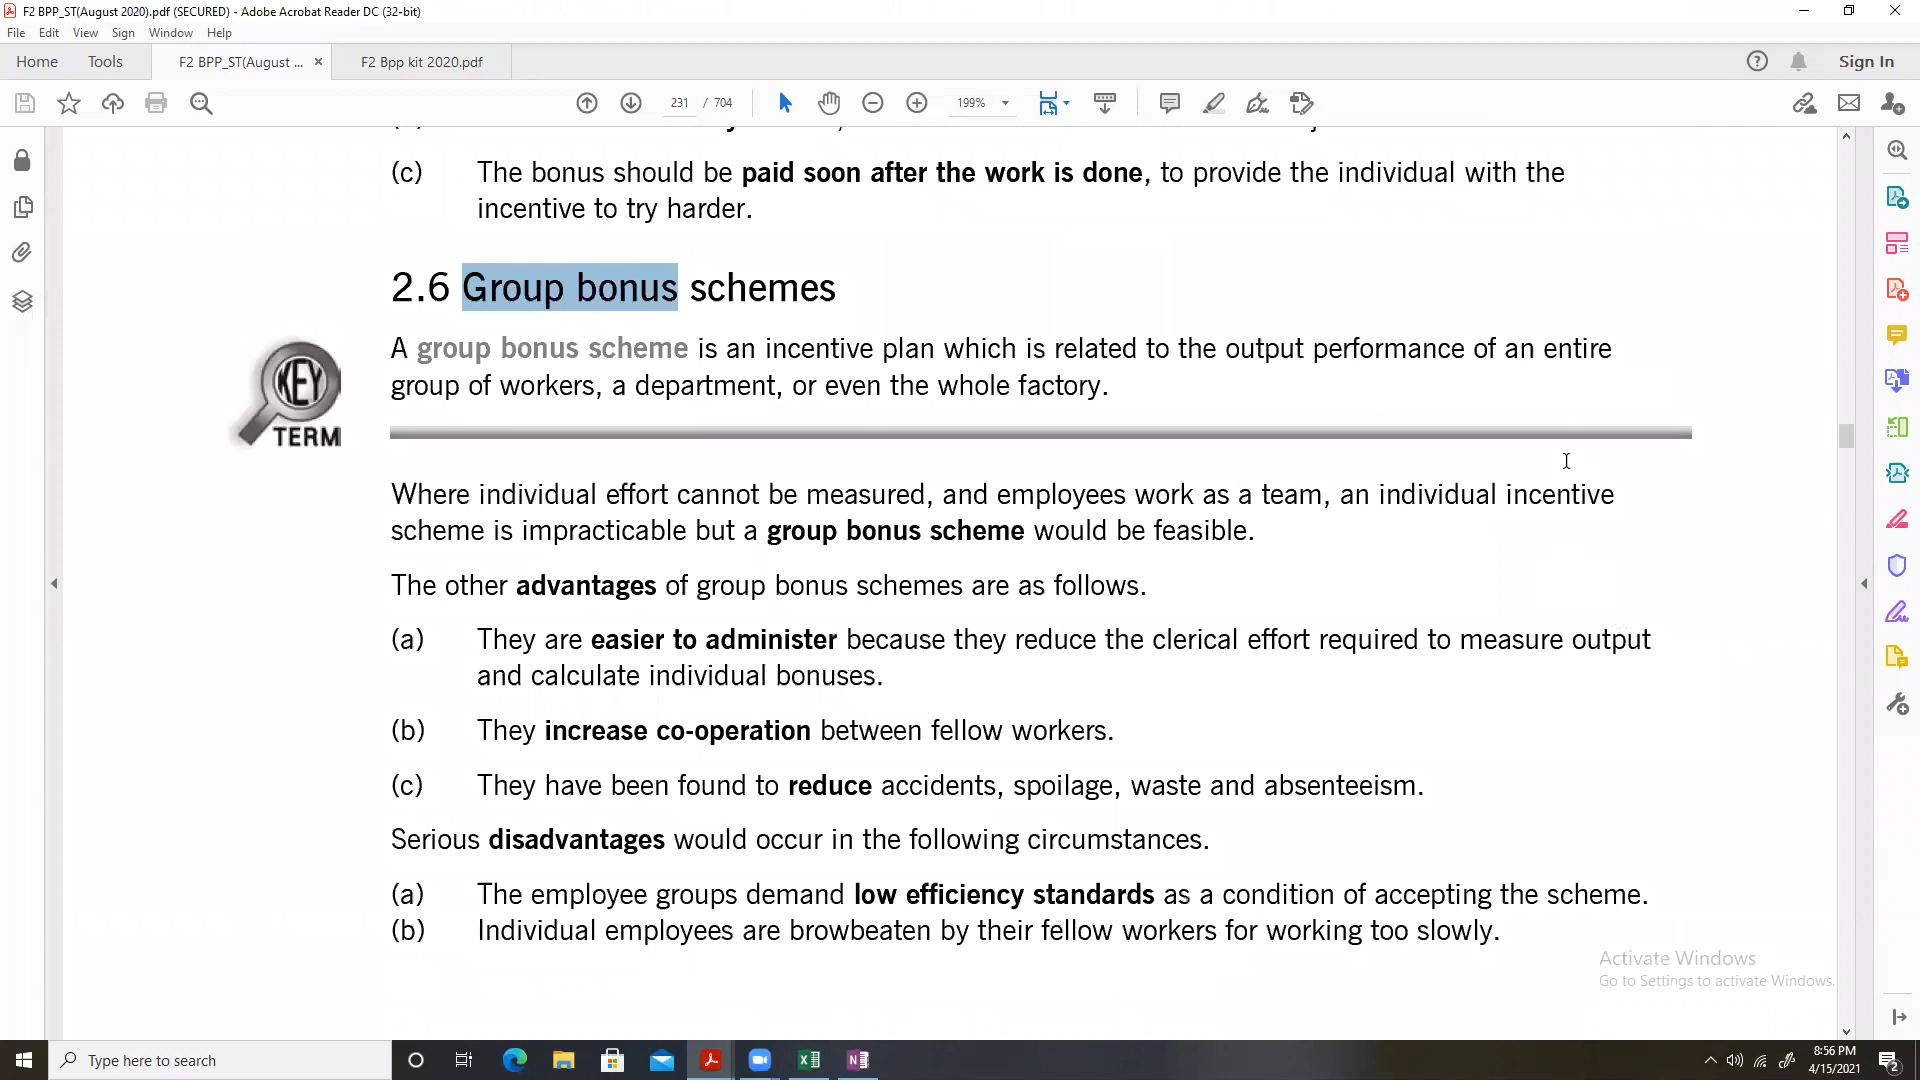 F2 BPP_ST(August 2020).pdf (SECURED) - Adobe Acrobat Reader DC (32-bit)
File Edit View Sign Window Help
Home Tools F2 BPP_ST(August ... × F2 Bpp kit 2020.pdf Sign In
231 / 704 199%
(c) The bonus should be paid soon after the work is done, to provide the individual with the
incentive to try harder.
2.6 Group bonus schemes
A group bonus scheme is an incentive plan which is related to the output performance of an entire
group of workers, a department, or even the whole factory.
KEY
TERM
Where individual effort cannot be measured, and employees work as a team, an individual incentive
scheme is impracticable but a group bonus scheme would be feasible.
The other advantages of group bonus schemes are as follows.
(a) They are easier to administer because they reduce the clerical effort required to measure output
and calculate individual bonuses.
(b) They increase co-operation between fellow workers.
(c) They have been found to reduce accidents, spoilage, waste and absenteeism.
Serious disadvantages would occur in the following circumstances.
(a) The employee groups demand low efficiency standards as a condition of accepting the scheme.
(b) Individual employees are browbeaten by their fellow workers for working too slowly.
Activate Windows
Go to Settings to activate Windows.
Type here to search
8:56 PM
4/15/2021
2